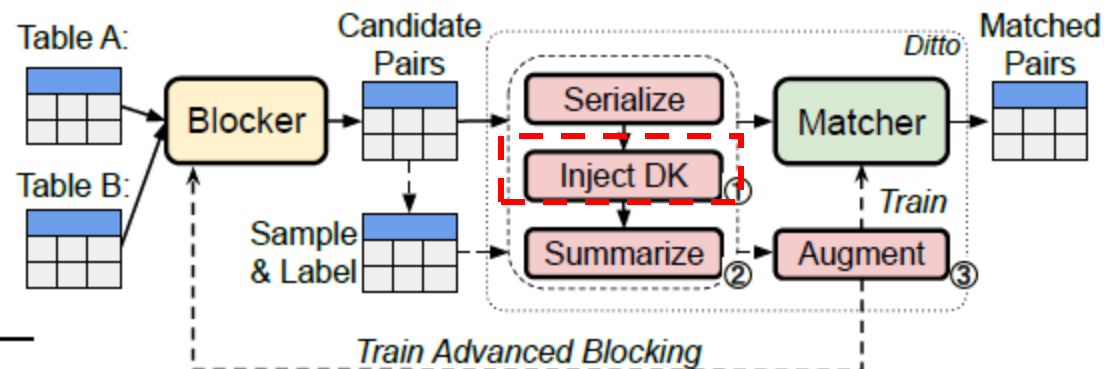 Table A:
Candidate
Pairs
Ditto
Matched
Pairs
Blocker
Serialize
Matcher
Inject DK
①
Table B:
Sample
& Label
Summarize
②
Train
Augment
③
Train Advanced Blocking